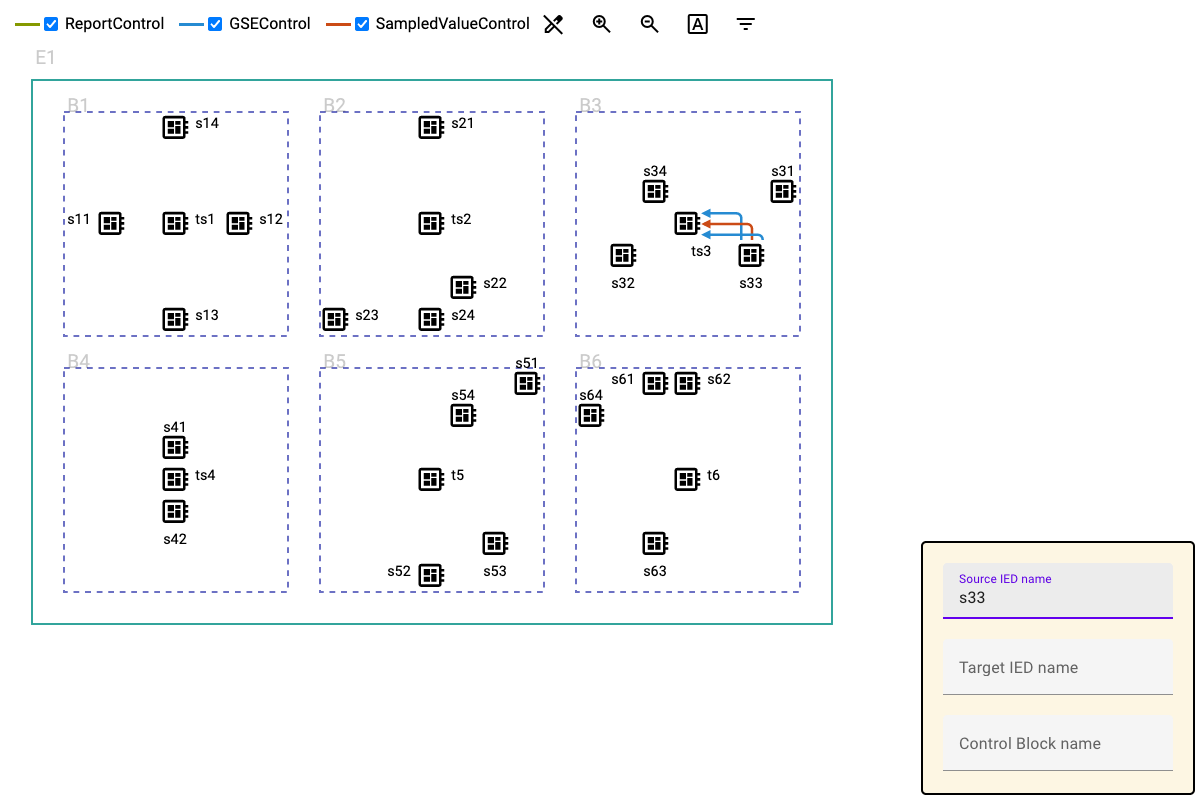 ReportControl GSEControl SampledValueControl A
E1
B1 B2 B3
s14 s21
s34 s31
s11 ts1 s12 ts2
ts3
s22 s32 s33
s13 s23 s24
B4 B5 s51 B6
s61 s62
s54 s64
s41
ts4 t5 t6
s42
s52 s53 s63
Source IED name
s33
Target IED name
Control Block name